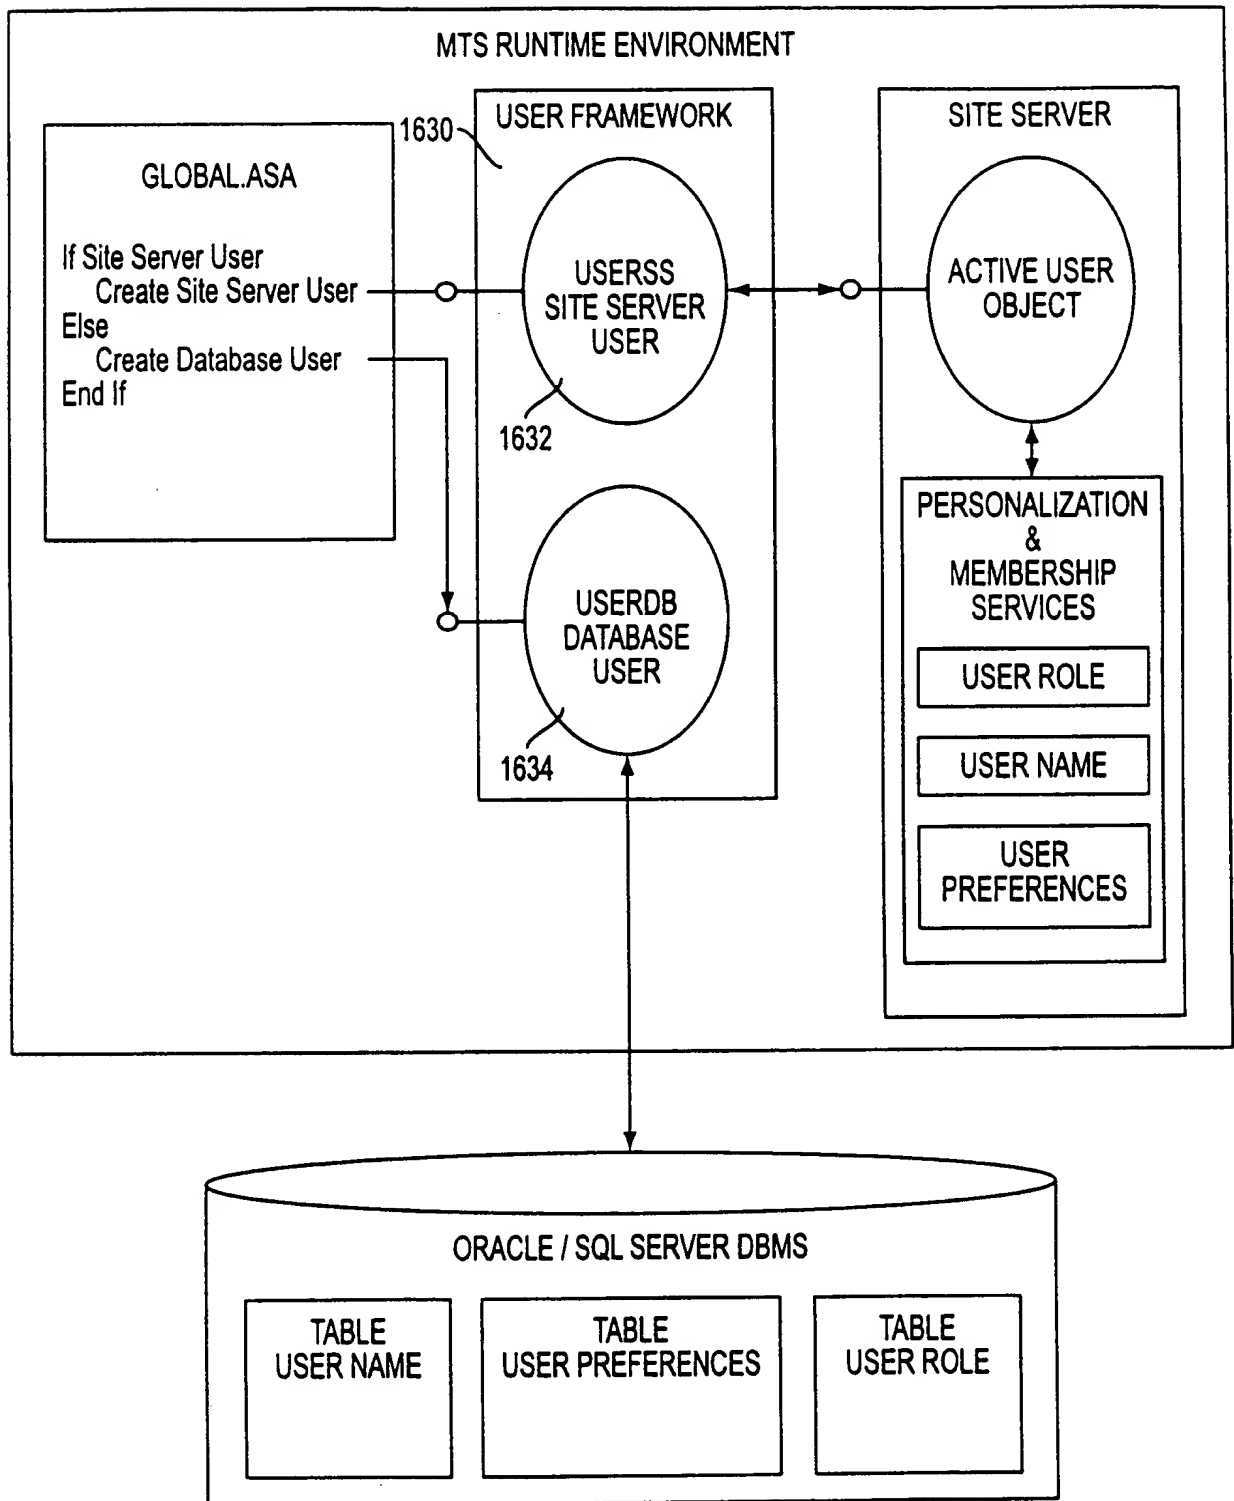 MTS RUNTIME ENVIRONMENT
GLOBAL.ASA
If Site Server User
Create Site Server User
Else
Create Database User
End If
1630
USER FRAMEWORK
USERSS
SITE SERVER
USER
1632
USERDB
DATABASE
USER
1634
SITE SERVER
ACTIVE USER
OBJECT
PERSONALIZATION
&
MEMBERSHIP
SERVICES
USER ROLE
USER NAME
USER
PREFERENCES
ORACLE / SQL SERVER DBMS
TABLE
USER NAME
TABLE
USER PREFERENCES
TABLE
USER ROLE